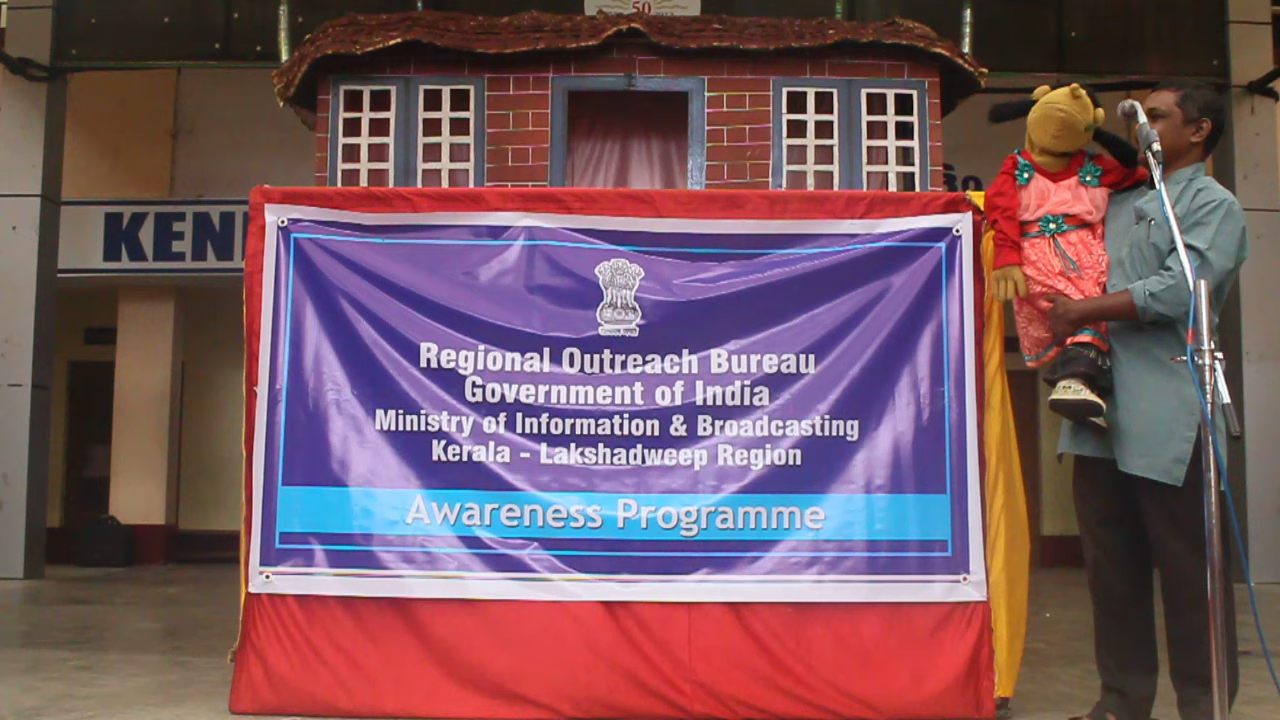 50
KEN
Regional Outreach Bureau
Government of India
Ministry of Information & Broadcasting
Kerala - Lakshadweep Region
Awareness Programme